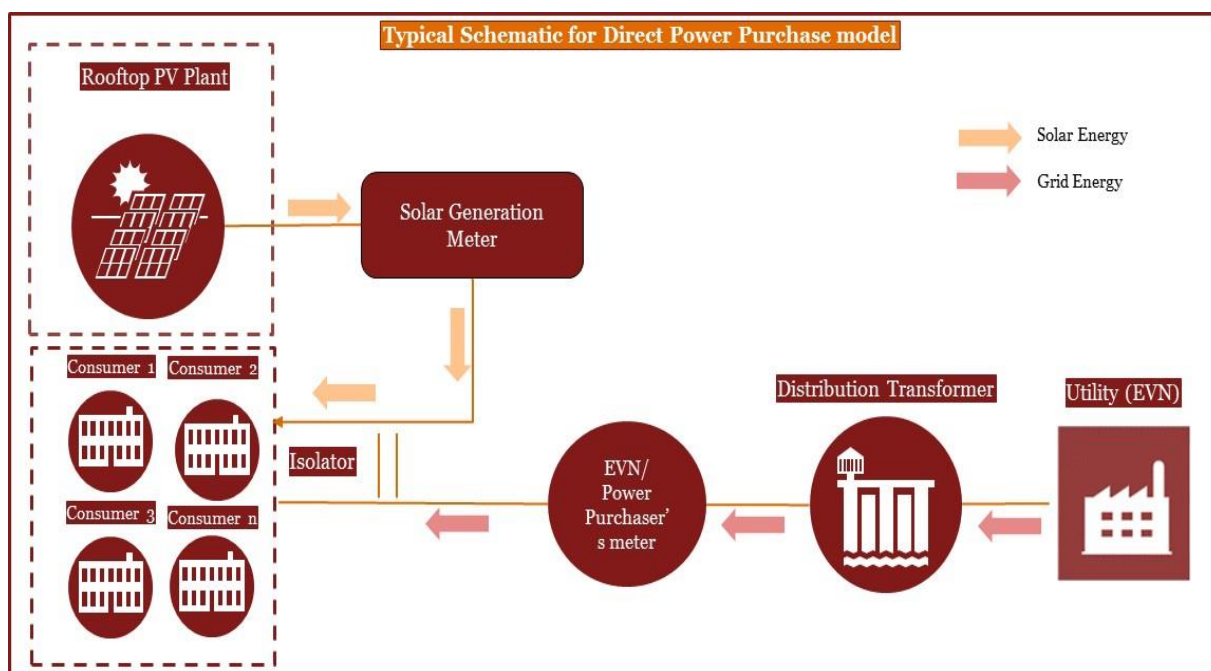 Typical Schematic for Direct Power Purchase model
Rooftop PV Plant
Solar Energy
Grid Energy
Solar Generation
Meter
Consumer 1
Consumer 2
Distribution Transformer
Utility (EVN)
Isolator
EVN/
Power
Purchaser’
s meter
Consumer 3
Consumer n